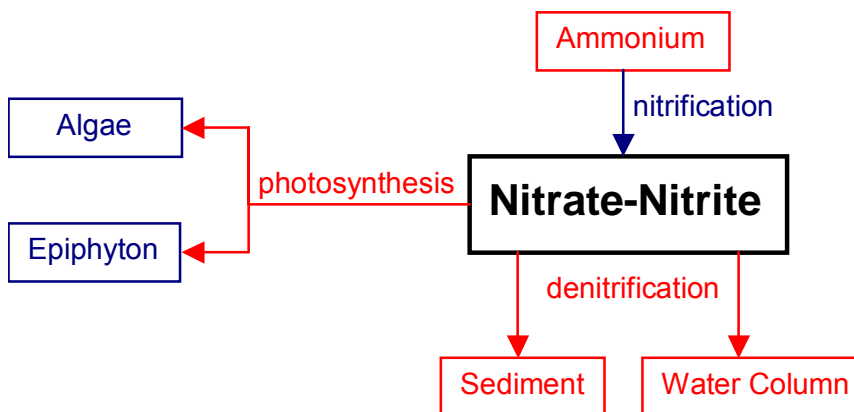 Ammonium
nitrification
Algae
photosynthesis
Nitrate-Nitrite
Epiphyton
denitrification
Sediment
Water Column